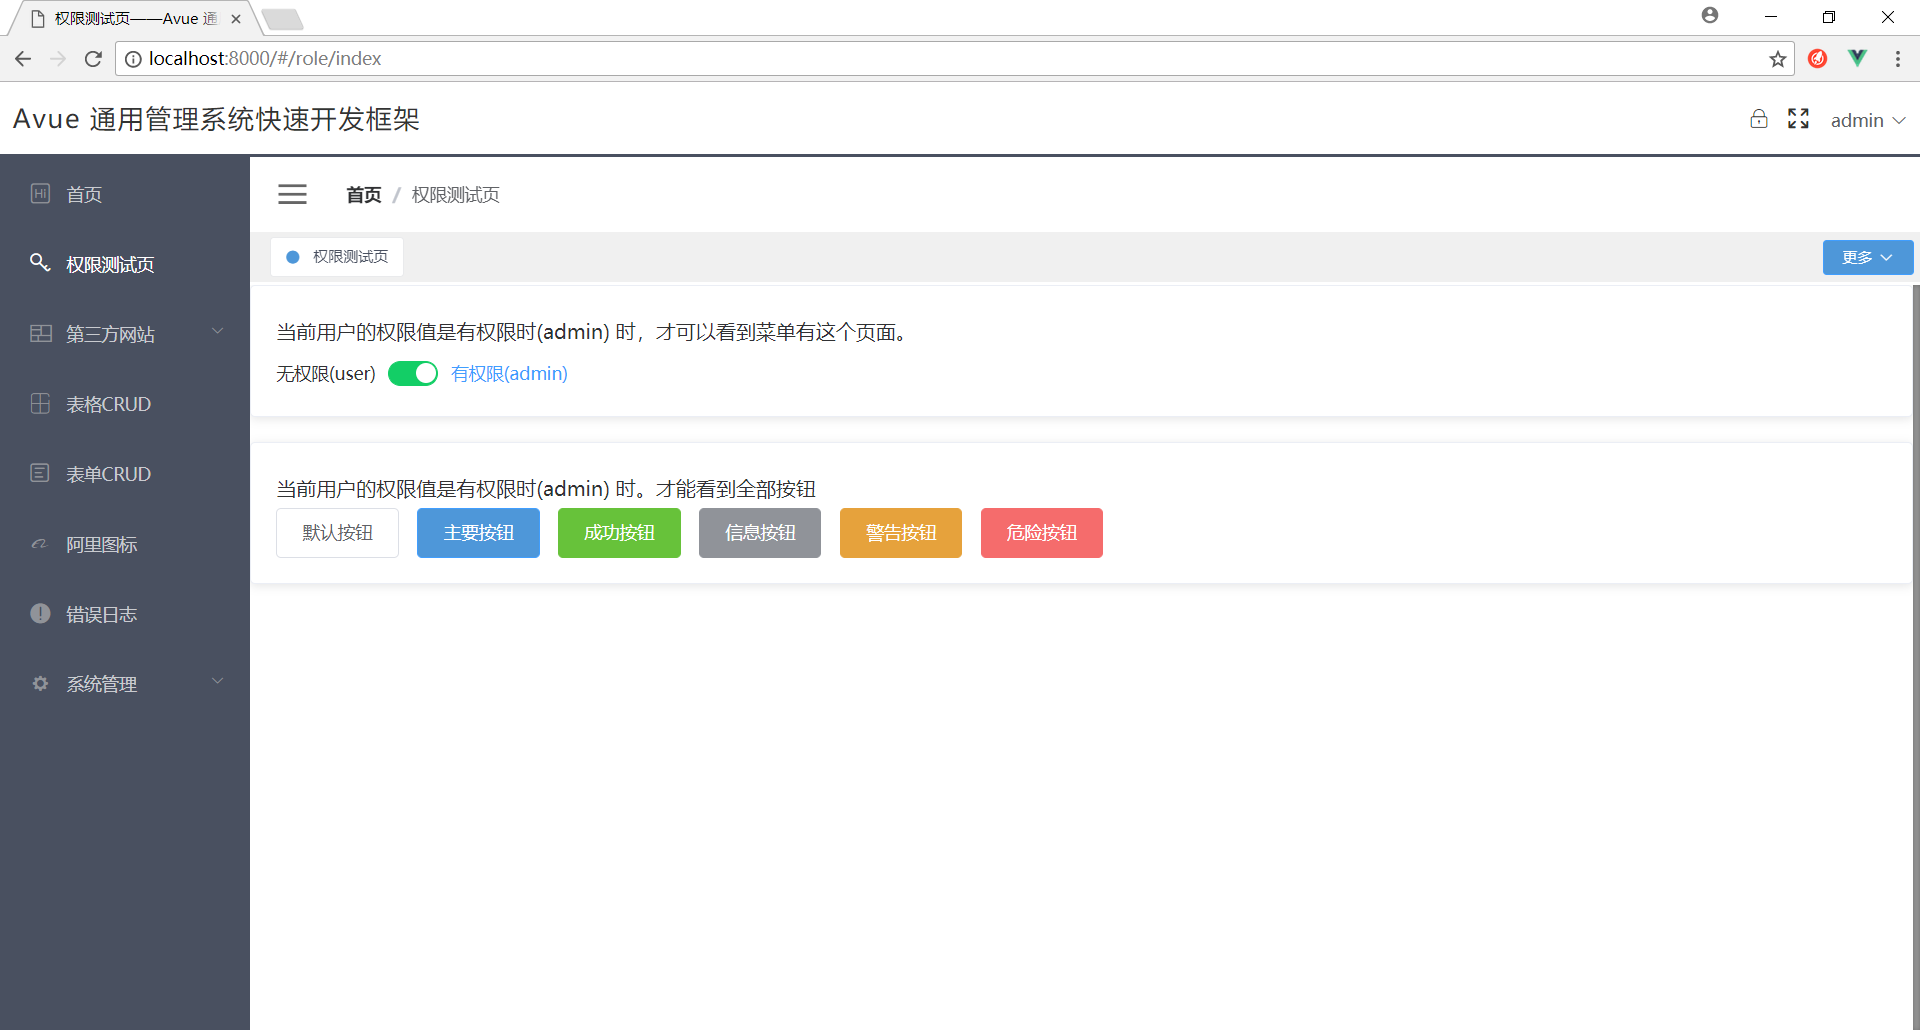 权限测试页——Avue 通
localhost:8000/#/role/index
Avue 通用管理系统快速开发框架
admin
首页
权限测试页
第三方网站
表格CRUD
表单CRUD
阿里图标
错误日志
系统管理
首页 / 权限测试页
权限测试页
更多
当前用户的权限值是有权限时(admin) 时，才可以看到菜单有这个页面。
无权限(user) 有权限(admin)
当前用户的权限值是有权限时(admin) 时。才能看到全部按钮
默认按钮 主要按钮 成功按钮 信息按钮 警告按钮 危险按钮